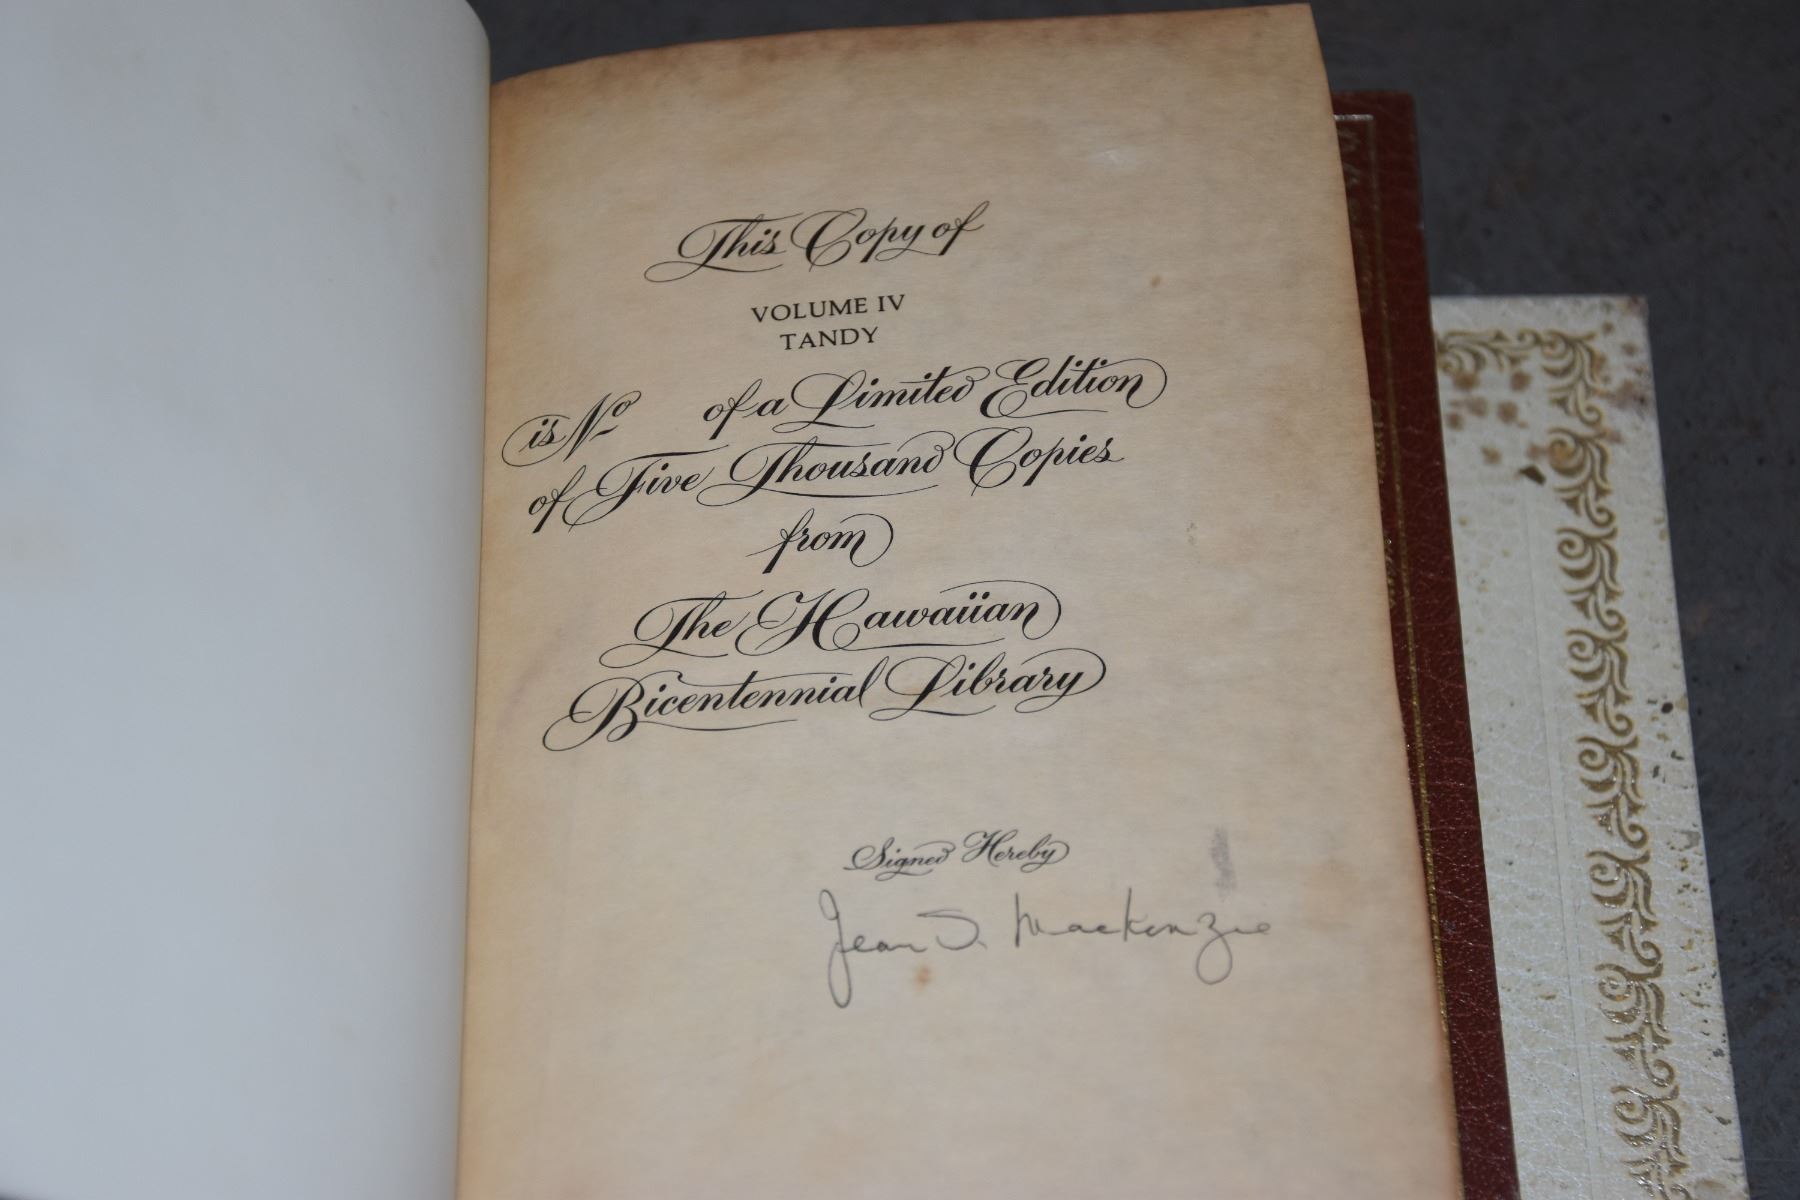 This Copy of
VOLUME IV
TANDY
is No of a Limited Edition
of Five Thousand Copies
from
The Hawaiian
Bicentennial Library
Signed Hereby
Jean S. MacKenzie